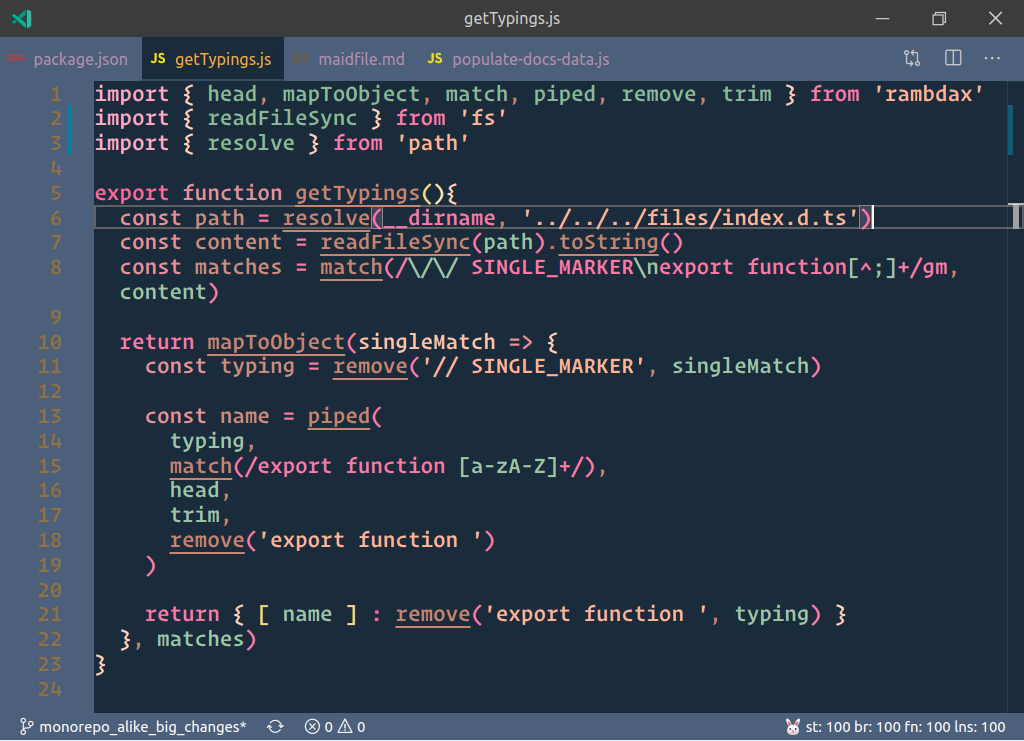 getTypings.js
package.json JS getTypings.js maidfile.md JS populate-docs-data.js
1 import { head, mapToObject, match, piped, remove, trim } from 'rambdax'
2 import { readFileSync } from 'fs'
3 import { resolve } from 'path'
4
5 export function getTypings(){
6   const path = resolve(__dirname, '../../../files/index.d.ts')
7   const content = readFileSync(path).toString()
8   const matches = match(/\/\/ SINGLE_MARKER\nexport function[^;]+/gm,
  content)
9
10   return mapToObject(singleMatch => {
11     const typing = remove('// SINGLE_MARKER', singleMatch)
12
13     const name = piped(
14       typing,
15       match(/export function [a-zA-Z]+/),
16       head,
17       trim,
18       remove('export function ')
19     )
20
21     return { [ name ] : remove('export function ', typing) }
22   }, matches)
23 }
24
monorepo_alike_big_changes* 0 0 st: 100 br: 100 fn: 100 lns: 100